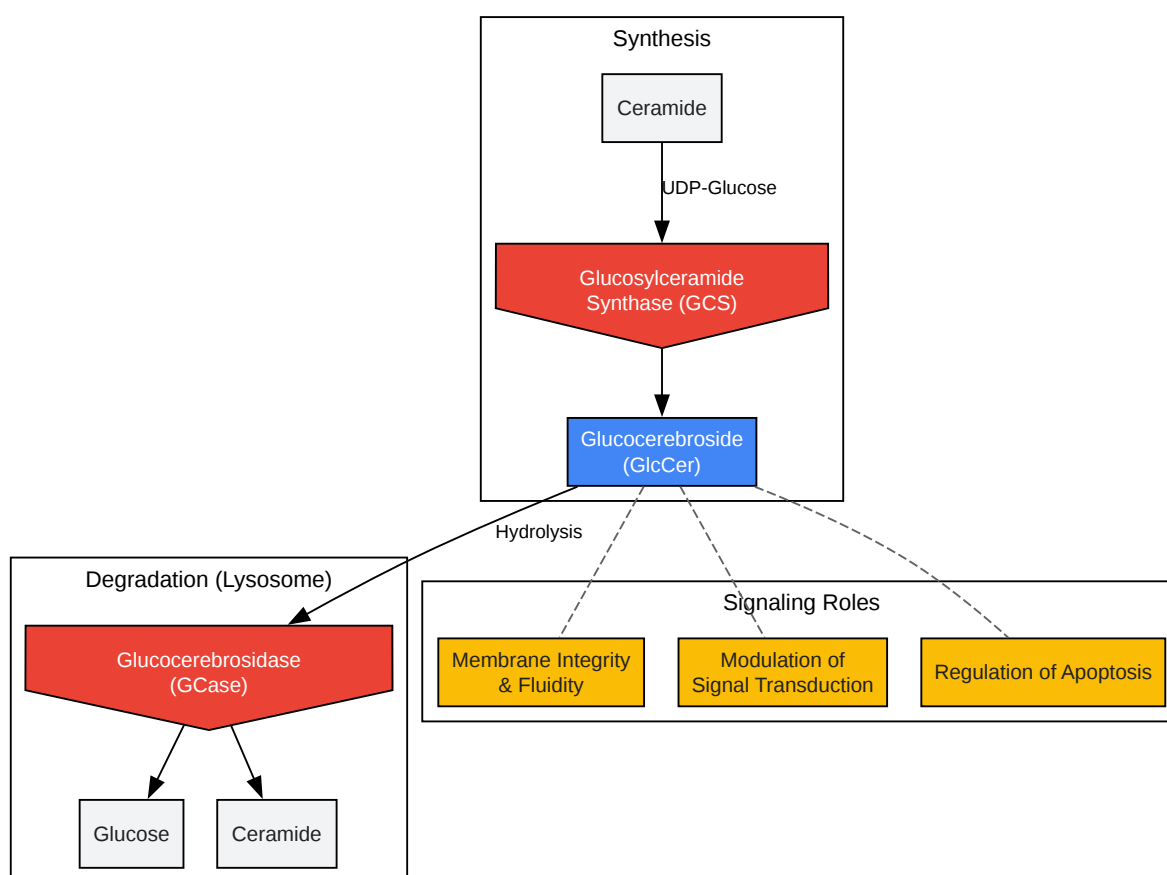 Synthesis
Ceramide
UDP-Glucose
Glucosylceramide
Synthase (GCS)
Glucocerebroside
(GlcCer)
Hydrolysis
Degradation (Lysosome)
Glucocerebrosidase
(GCase)
Glucose
Ceramide
Signaling Roles
Membrane Integrity
& Fluidity
Modulation of
Signal Transduction
Regulation of Apoptosis